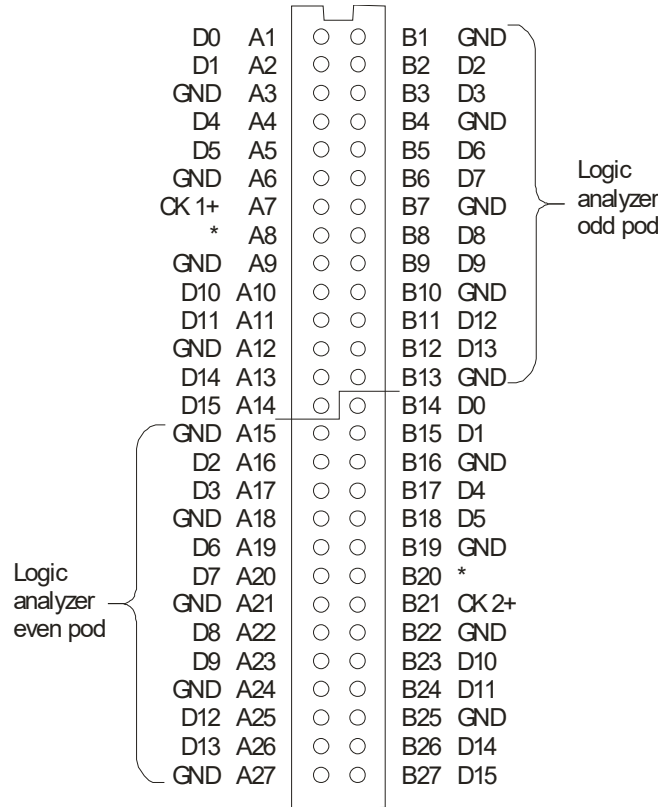 D0 A1 B1 GND
D1 A2 B2 D2
GND A3 B3 D3
D4 A4 B4 GND
D5 A5 B5 D6
GND A6 B6 D7
CK 1+ A7 B7 GND
* A8 B8 D8
GND A9 B9 D9
D10 A10 B10 GND
D11 A11 B11 D12
GND A12 B12 D13
D14 A13 B13 GND
D15 A14 B14 D0
GND A15 B15 D1
D2 A16 B16 GND
D3 A17 B17 D4
GND A18 B18 D5
D6 A19 B19 GND
D7 A20 B20 *
GND A21 B21 CK 2+
D8 A22 B22 GND
D9 A23 B23 D10
GND A24 B24 D11
D12 A25 B25 GND
D13 A26 B26 D14
GND A27 B27 D15
Logic
analyzer
odd pod
Logic
analyzer
even pod